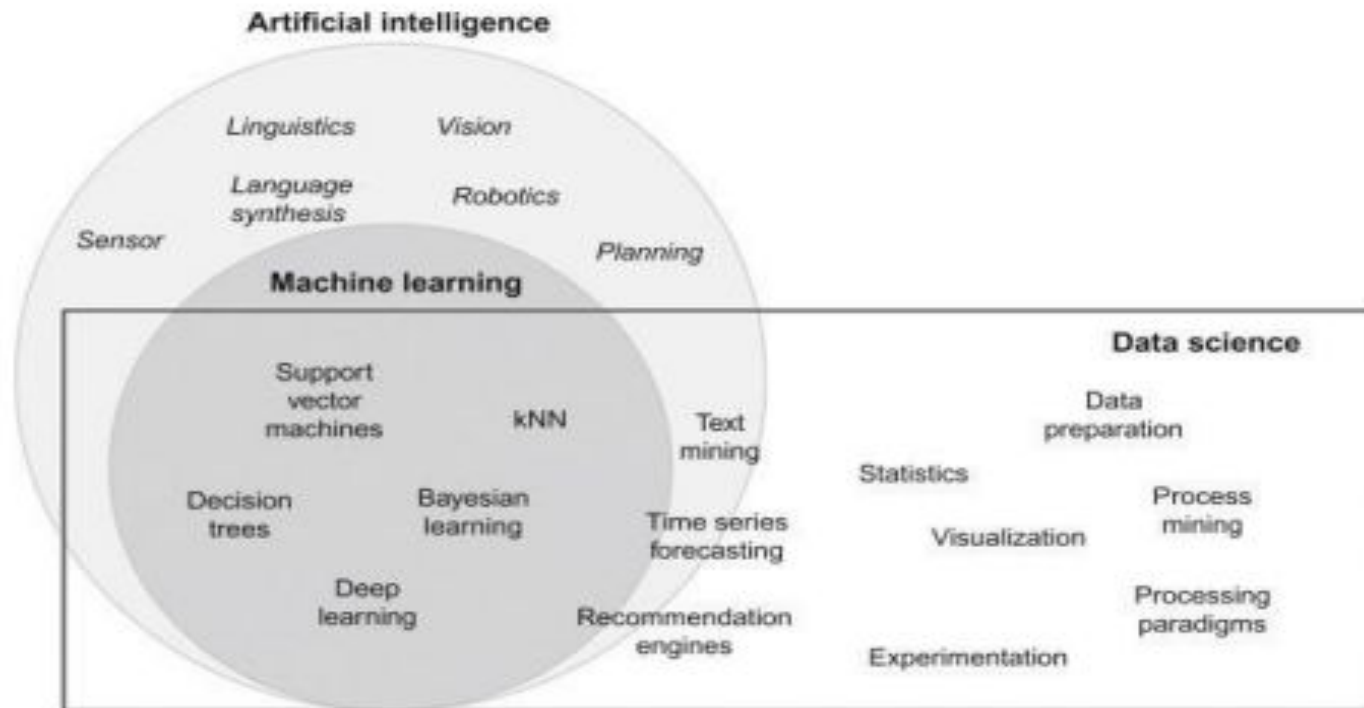 Artificial intelligence
Linguistics
Vision
Language
synthesis
Robotics
Sensor
Planning
Machine learning
Data science
Support
vector
machines
kNN
Text
mining
Data
preparation
Statistics
Decision
trees
Bayesian
learning
Process
mining
Time series
forecasting
Visualization
Deep
learning
Recommendation
engines
Processing
paradigms
Experimentation